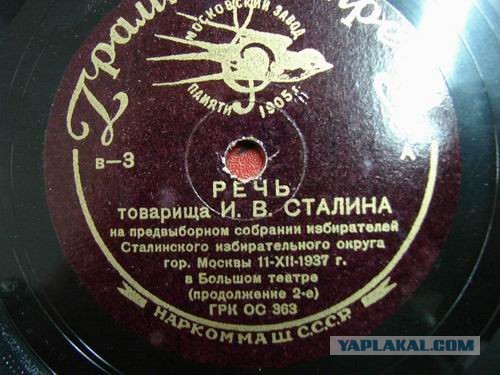 МОСКОВСКИЙ ЗАВОД
ПАМЯТИ 1905 г.
В–3
РЕЧЬ
товарища И. В. СТАЛИНА
на предвыборном собрании избирателей
Сталинского избирательного округа
гор. Москвы 11-XII-1937 г.
в Большом театре
(продолжение 2-е)
ГРК ОС 363
НАРКОММАШ СССР
YAPLAKAL.COM